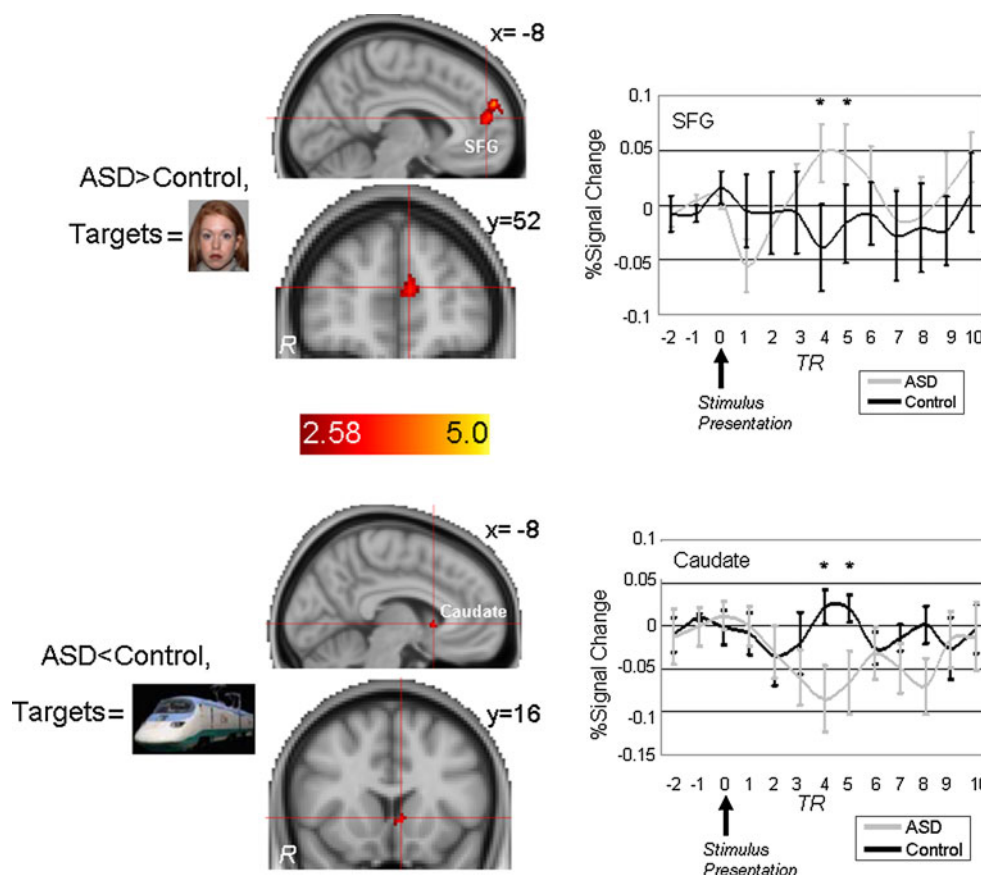 x= -8
SFG
ASD>Control,
Targets=
y=52
R
0.1
0.05
0
-0.05
-0.1
%Signal Change
SFG
* *
-2 -1 0 1 2 3 4 5 6 7 8 9 10
TR
Stimulus
Presentation
ASD
Control
2.58 5.0
x= -8
Caudate
ASD<Control,
Targets=
y=16
R
0.1
0.05
0
-0.05
-0.1
-0.15
%Signal Change
Caudate
* *
-2 -1 0 1 2 3 4 5 6 7 8 9 10
TR
Stimulus
Presentation
ASD
Control